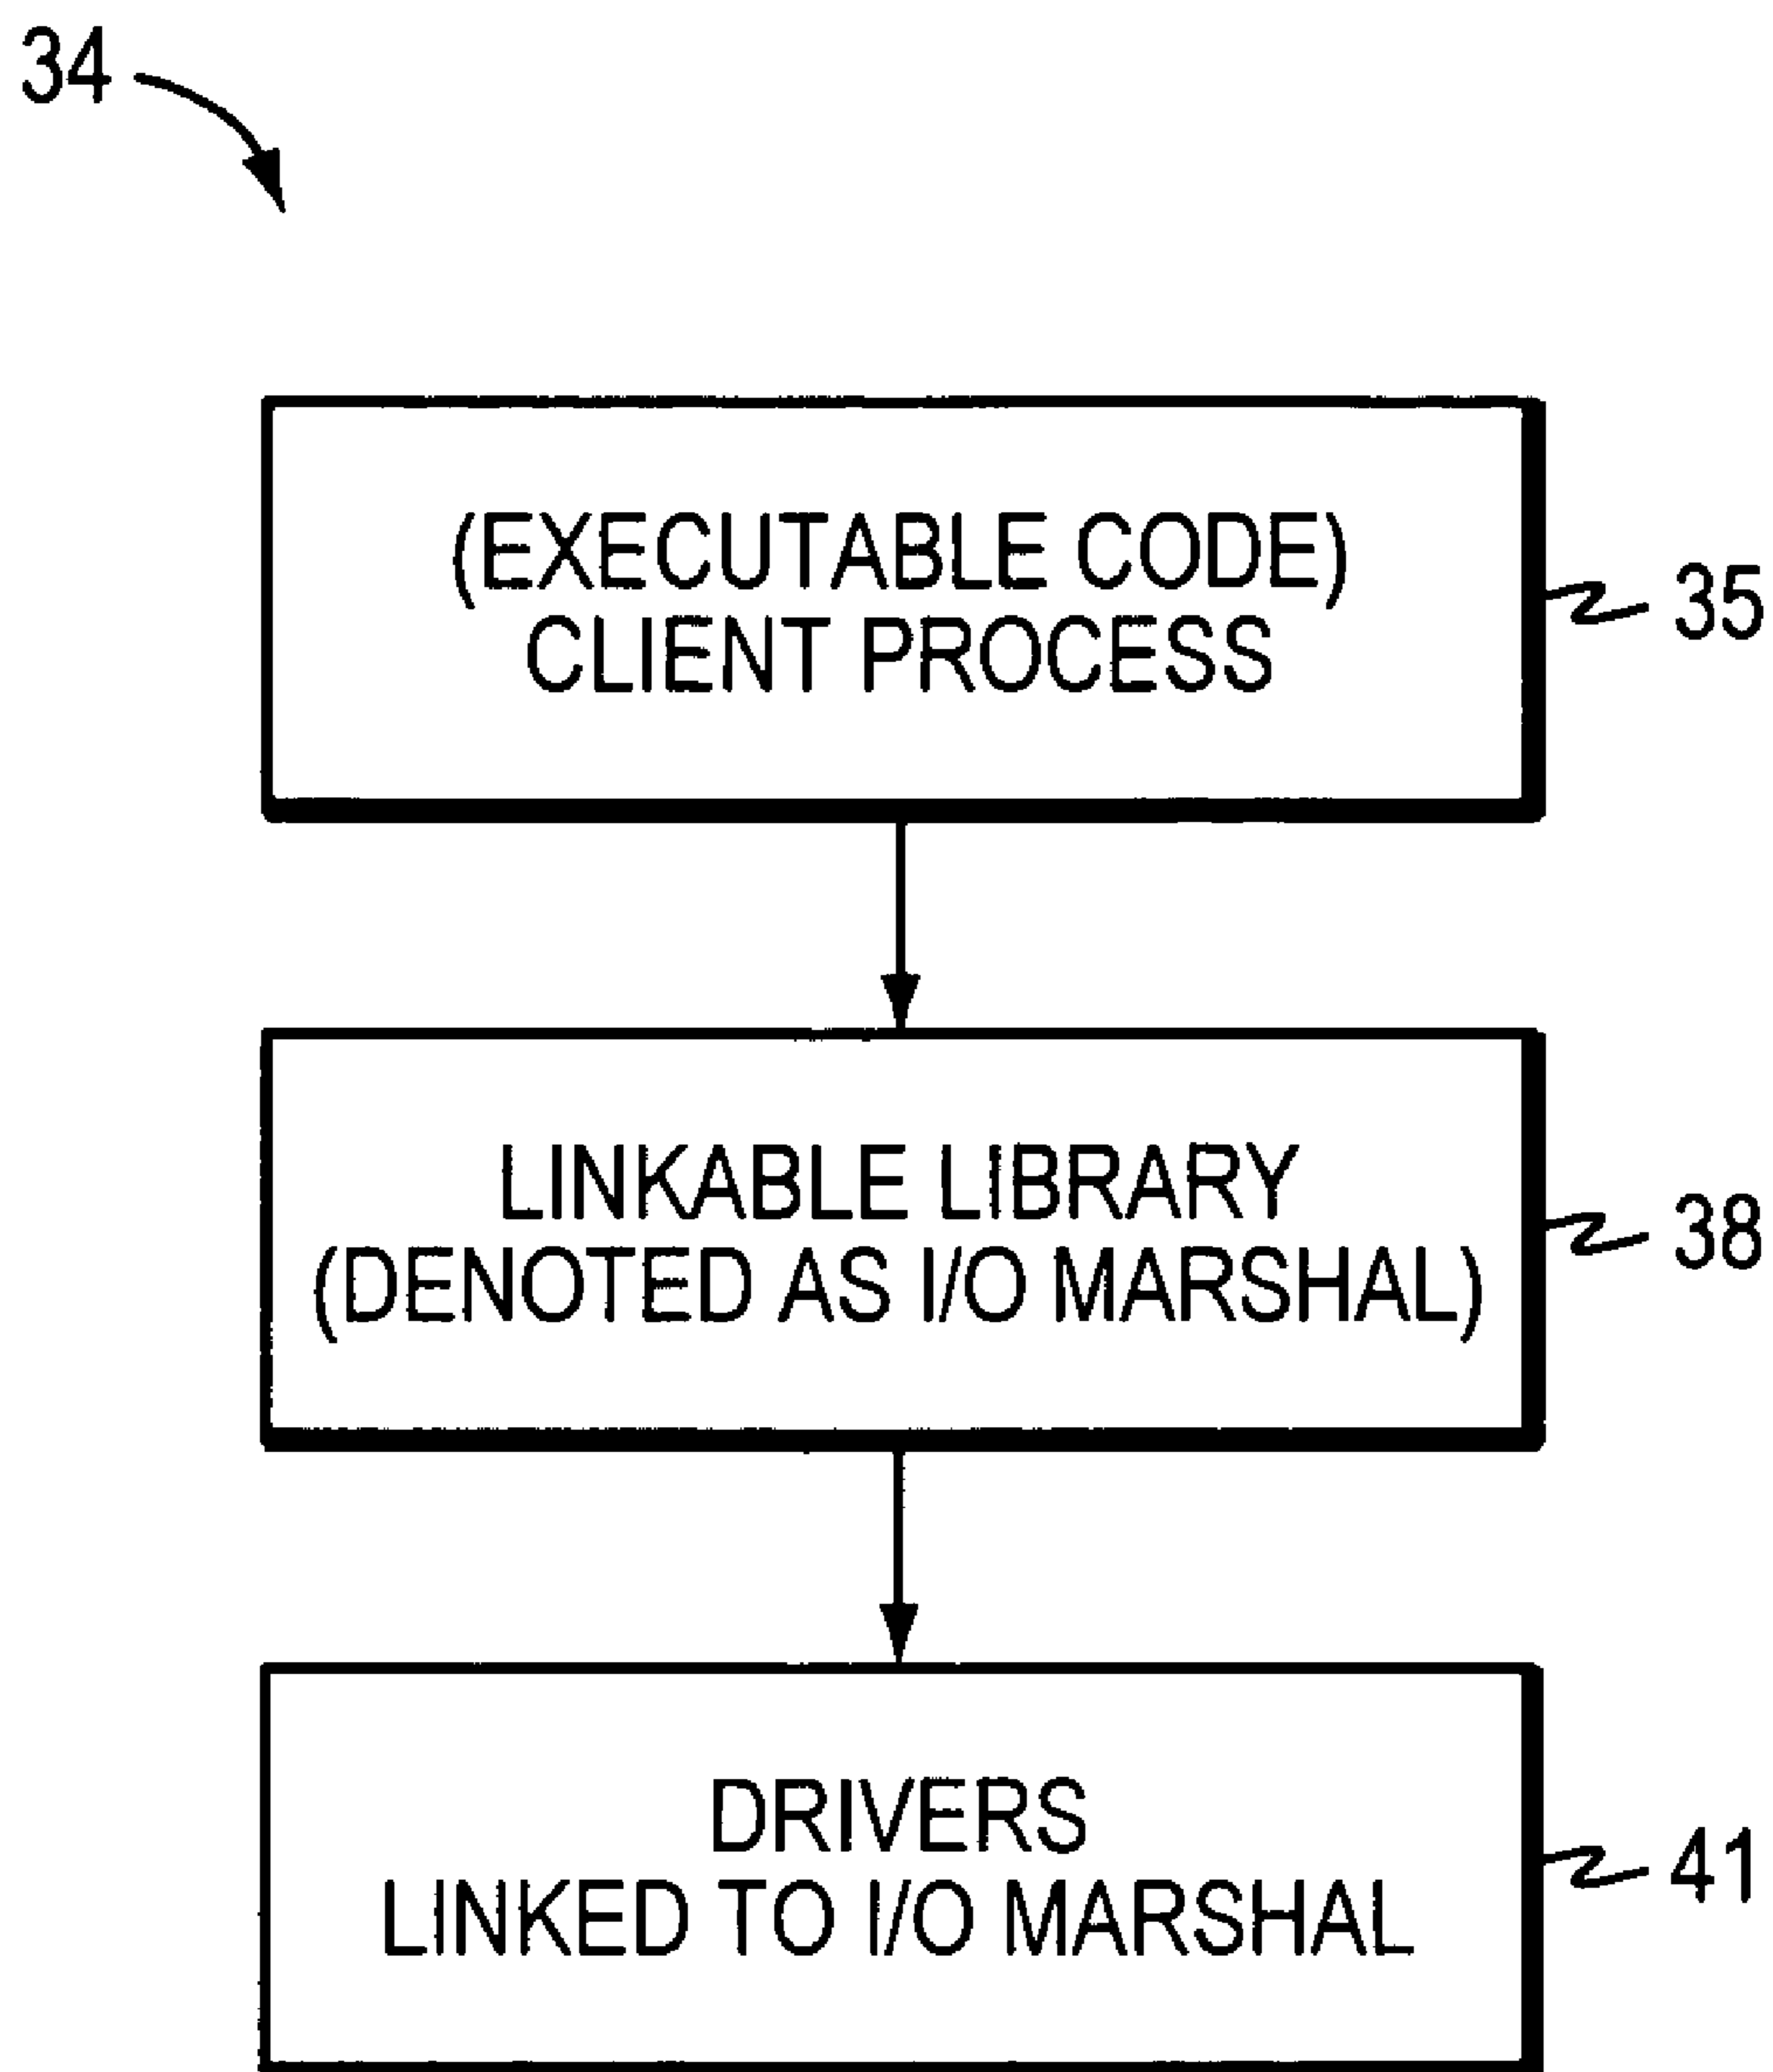 34
(EXECUTABLE CODE)
CLIENT PROCESS
35
LINKABLE LIBRARY
(DENOTED AS I/O MARSHAL)
38
DRIVERS
LINKED TO I/O MARSHAL
41